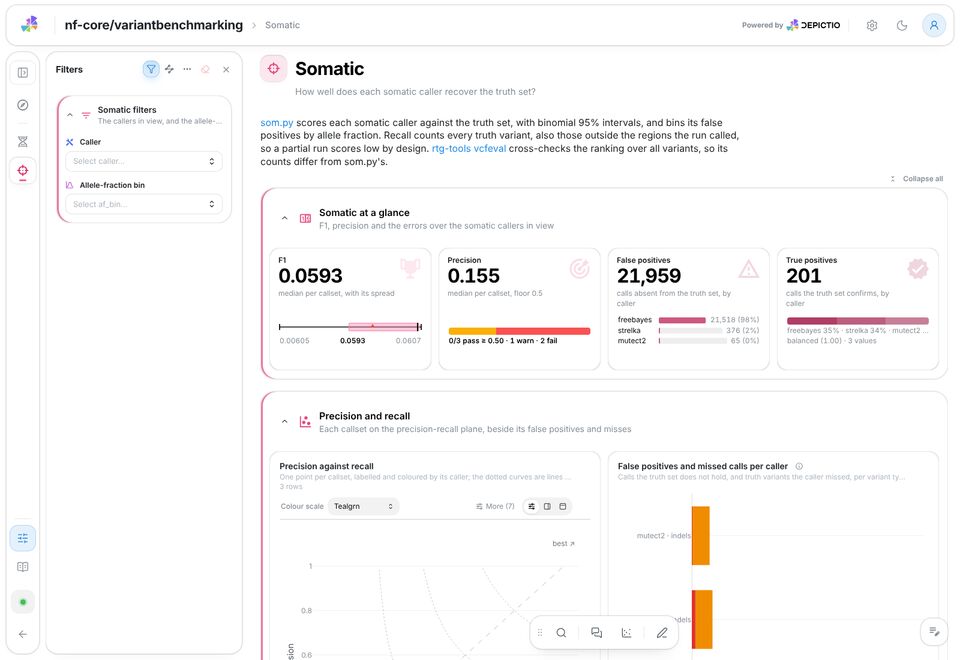 nf-core/variantbenchmarking › Somatic
Powered by DEPICTIO
Filters
Somatic filters
The callers in view, and the allele-...
Caller
Select caller...
Allele-fraction bin
Select af_bin...
Somatic
How well does each somatic caller recover the truth set?
som.py scores each somatic caller against the truth set, with binomial 95% intervals, and bins its false
positives by allele fraction. Recall counts every truth variant, also those outside the regions the run called,
so a partial run scores low by design. rtg-tools vcfeval cross-checks the ranking over all variants, so its
counts differ from som.py's.
Collapse all
Somatic at a glance
F1, precision and the errors over the somatic callers in view
F1
0.0593
median per callset, with its spread
0.00605 0.0593 0.0607
Precision
0.155
median per callset, floor 0.5
0/3 pass ≥ 0.50 · 1 warn · 2 fail
False positives
21,959
calls absent from the truth set, by
caller
freebayes 21,518 (98%)
strelka 376 (2%)
mutect2 65 (0%)
True positives
201
calls the truth set confirms, by
caller
freebayes 35% · strelka 34% · mutect2 ...
balanced (1.00) · 3 values
Precision and recall
Each callset on the precision-recall plane, beside its false positives and misses
Precision against recall
One point per callset, labelled and coloured by its caller; the dotted curves are lines ...
3 rows
Colour scale Tealgrn More (7)
best ↗
1
0.8
0.6
False positives and missed calls per caller
Calls the truth set does not hold, and truth variants the caller missed, per variant ty...
mutect2 · indels